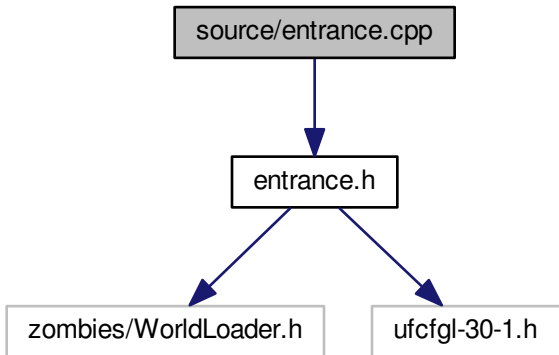 source/entrance.cpp
entrance.h
zombies/WorldLoader.h
ufcfgl-30-1.h